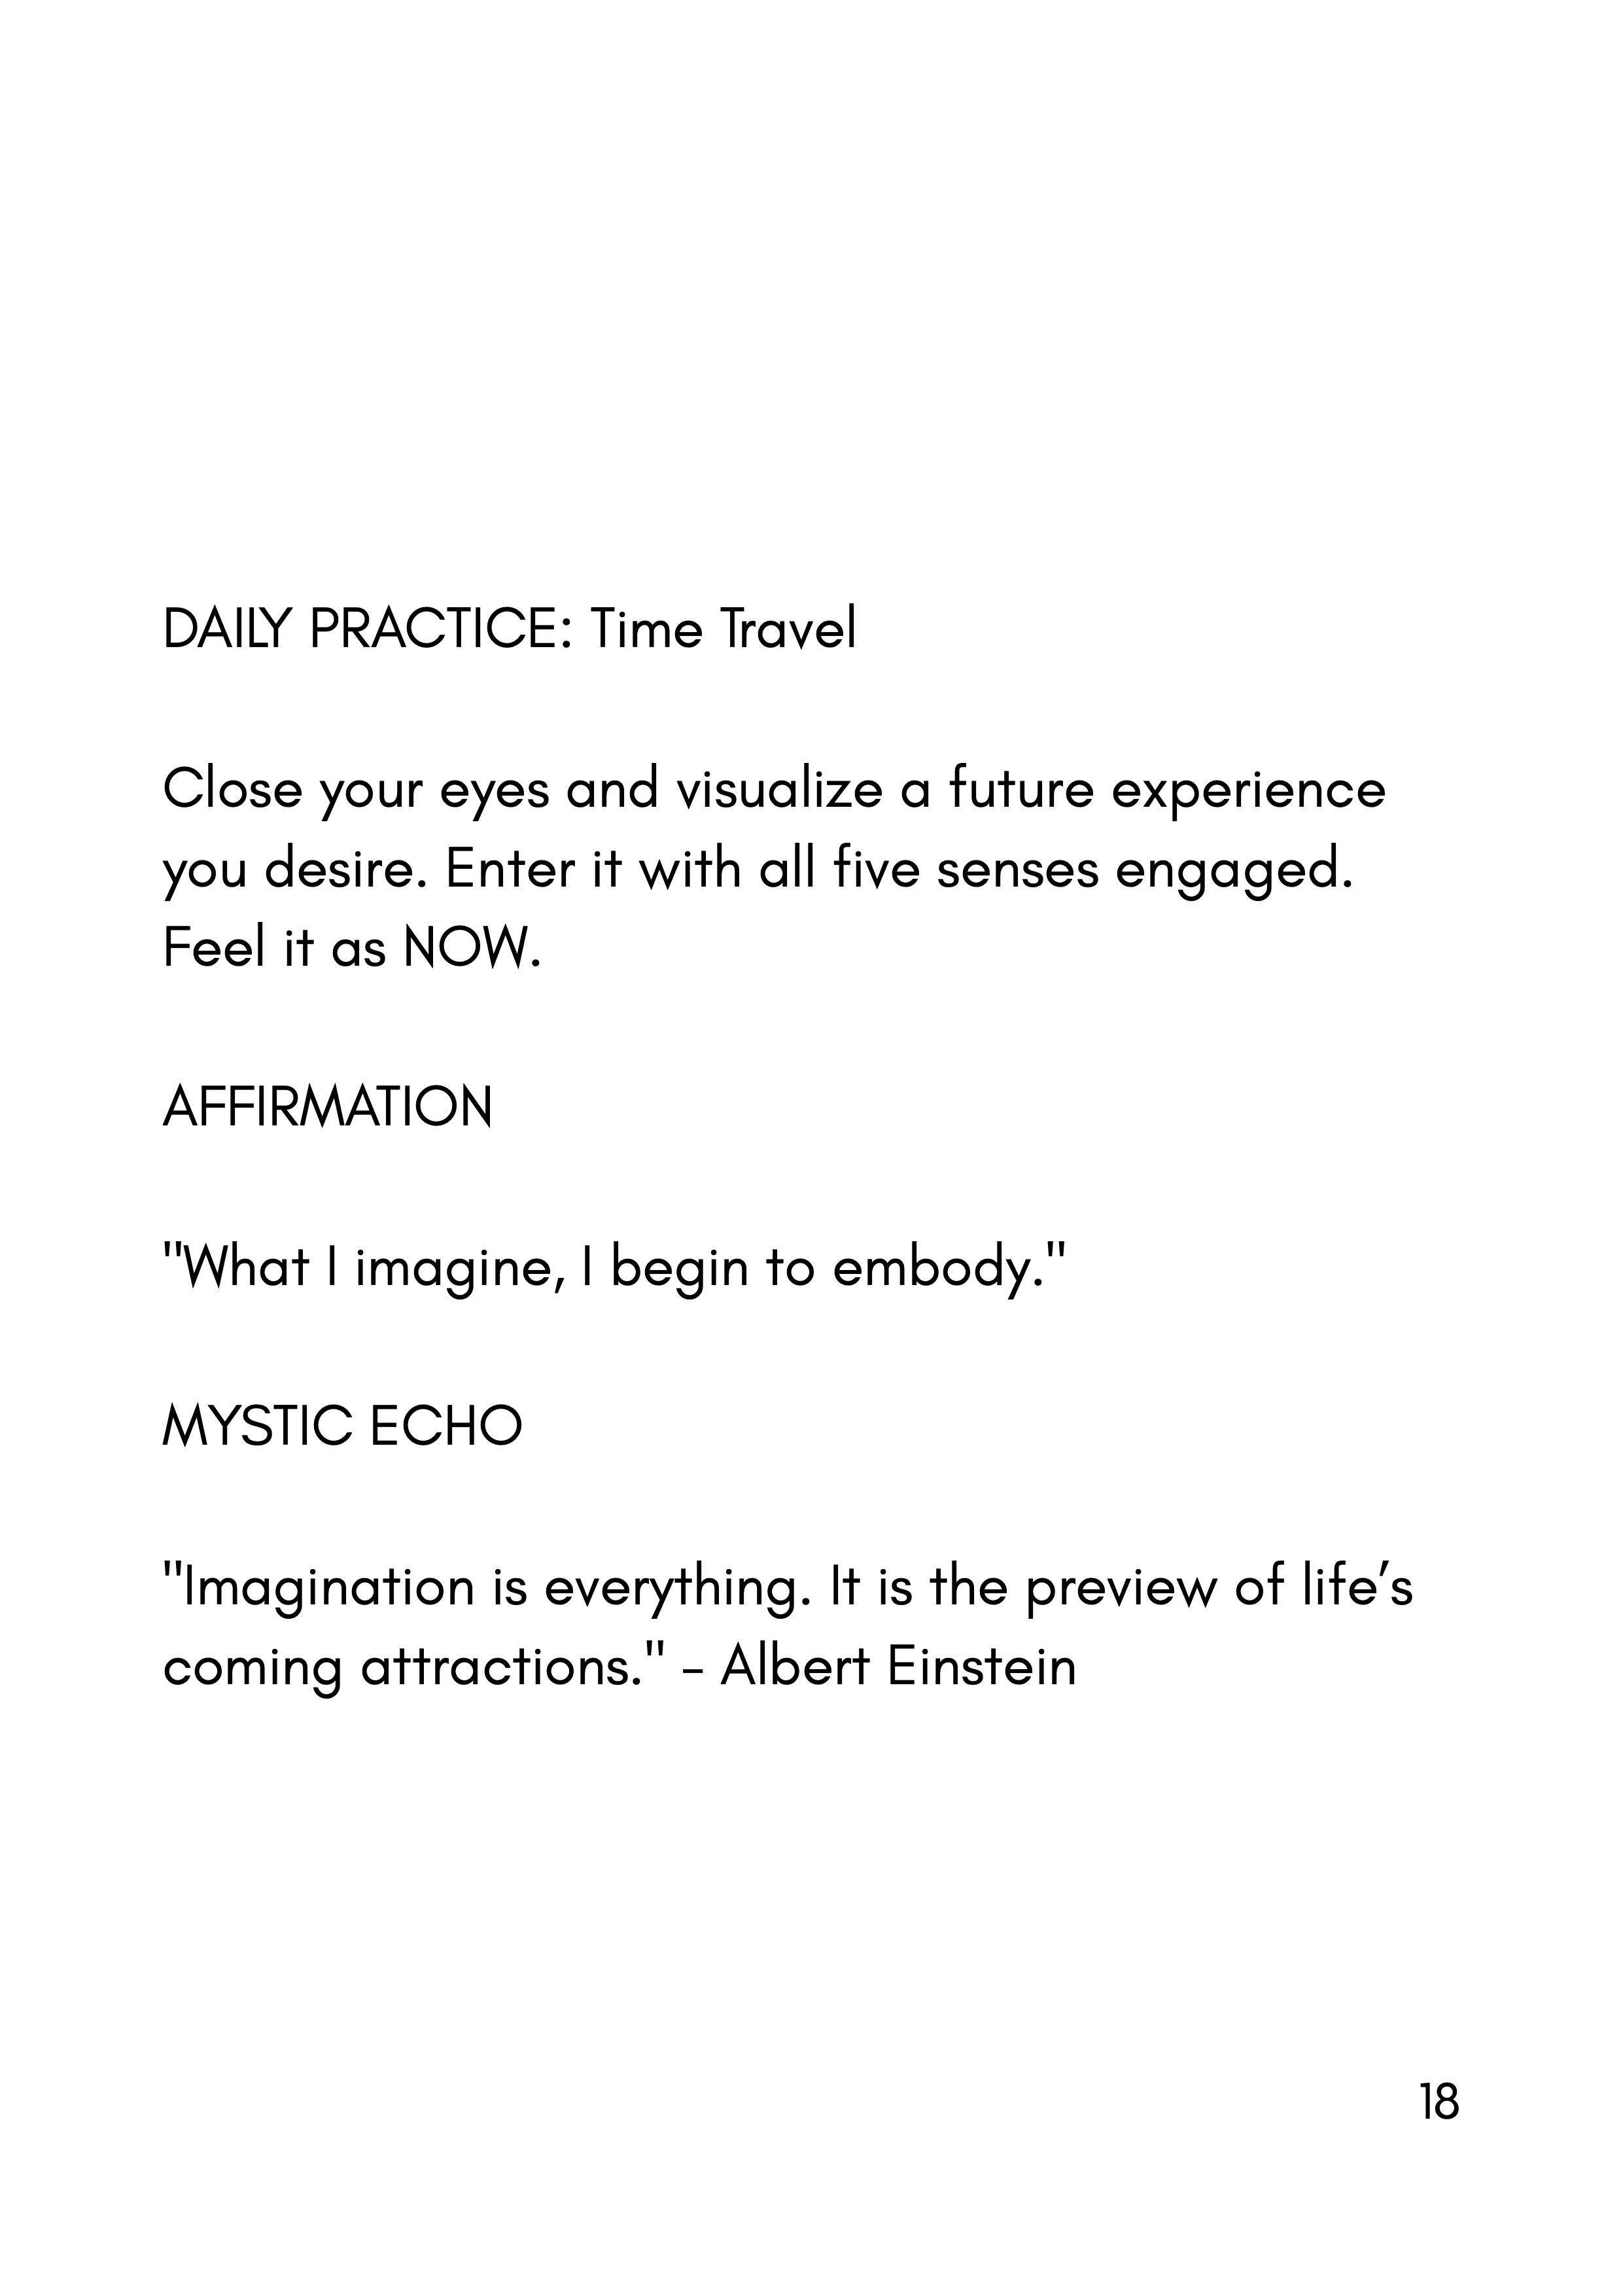 DAILY PRACTICE: Time Travel
Close your eyes and visualize a future experience
you desire. Enter it with all five senses engaged.
Feel it as NOW.
AFFIRMATION
"What I imagine, I begin to embody."
MYSTIC ECHO
"Imagination is everything. It is the preview of life’s
coming attractions." – Albert Einstein
18